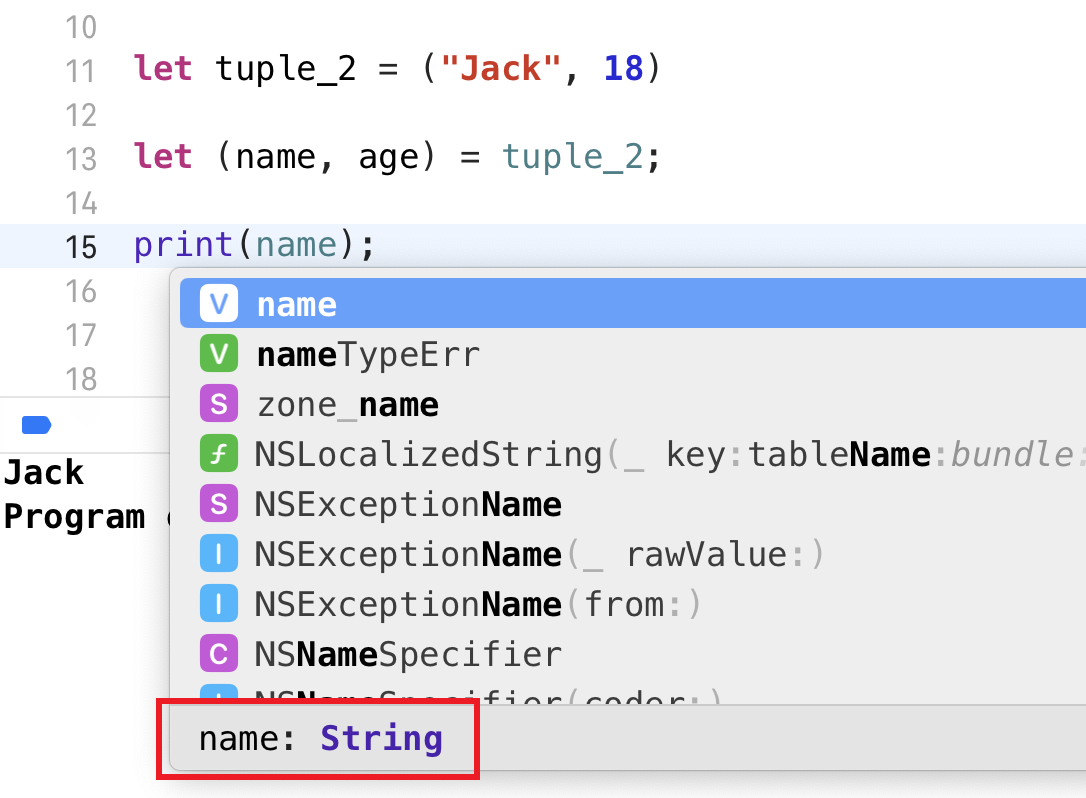 10
11 let tuple_2 = ("Jack", 18)
12
13 let (name, age) = tuple_2;
14
15 print(name);
16
17
18
V name
V nameTypeErr
S zone_name
f NSLocalizedString(_ key:tableName:bundle:
S NSExceptionName
I NSExceptionName(_ rawValue:)
I NSExceptionName(from:)
C NSNameSpecifier
I NSNameSpecifier(coder:)
name: String
Jack
Program